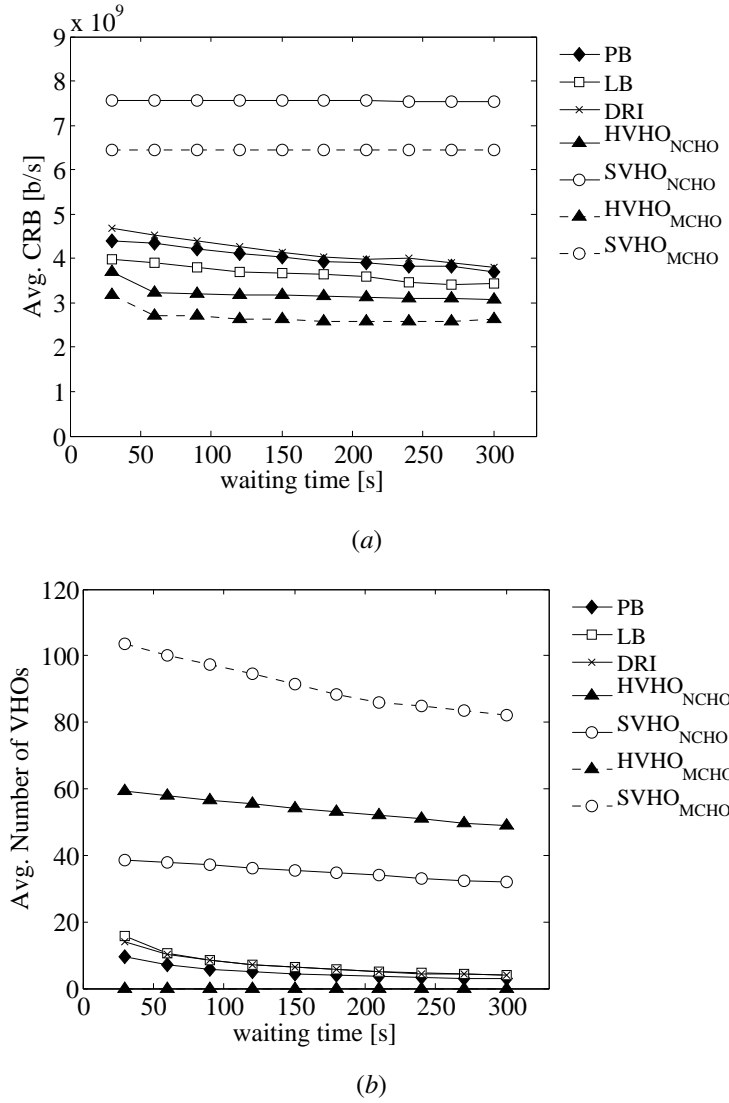 x 10^9
9
8
7
6
5
4
3
2
1
0
Avg. CRB [b/s]
0 50 100 150 200 250 300
waiting time [s]
PB
LB
DRI
HVHO_NCHO
SVHO_NCHO
HVHO_MCHO
SVHO_MCHO
(a)
120
100
80
60
40
20
0
Avg. Number of VHOs
0 50 100 150 200 250 300
waiting time [s]
PB
LB
DRI
HVHO_NCHO
SVHO_NCHO
HVHO_MCHO
SVHO_MCHO
(b)